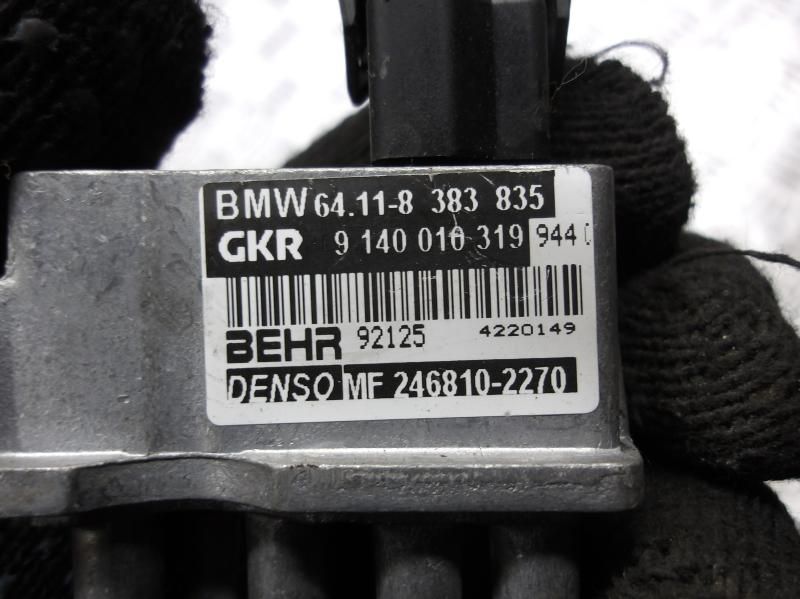 BMW 64.11-8 383 835
GKR 9 140 010 319 944
BEHR 92125 4220149
DENSO MF 246810-2270